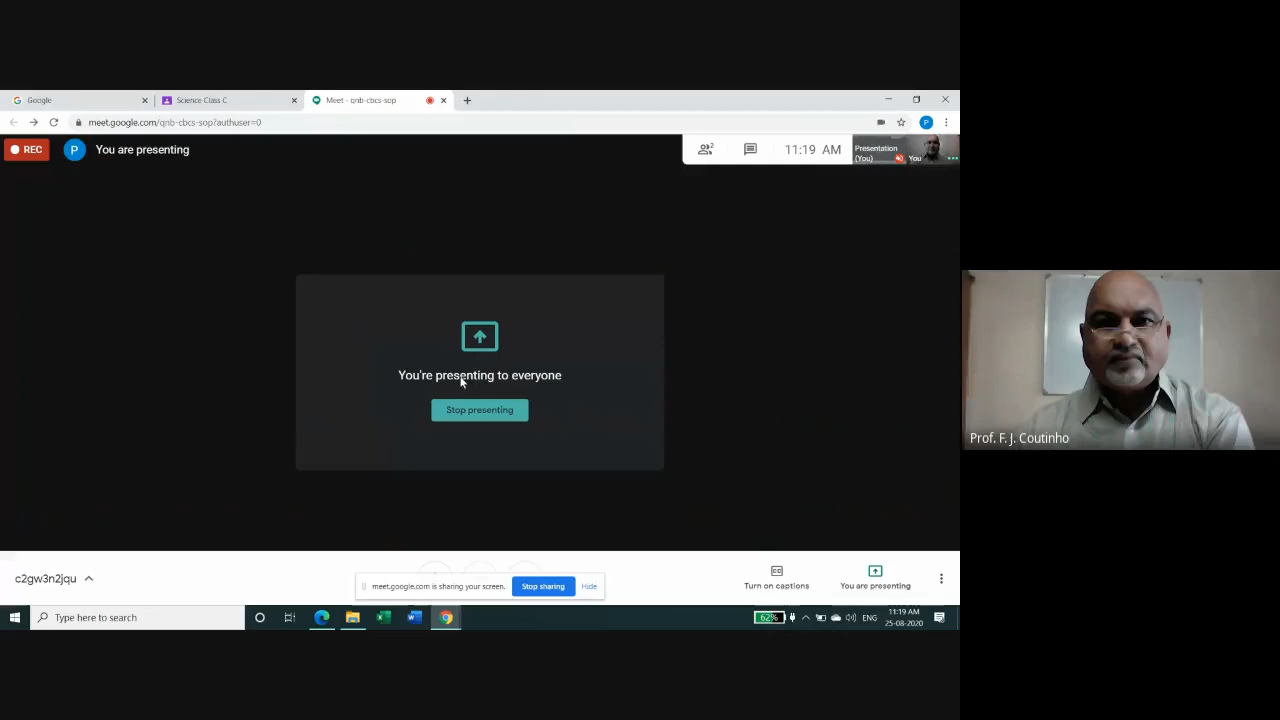 Google
Science Class C
Meet - qnb-cbcs-sop
meet.google.com/qnb-cbcs-sop?authuser=0
P
REC
P
You are presenting
2
11:19 AM
Presentation
(You)
You
You're presenting to everyone
Stop presenting
Prof. F. J. Coutinho
c2gw3n2jqu
meet.google.com is sharing your screen.
Stop sharing
Hide
Turn on captions
You are presenting
Type here to search
62%
ENG
11:19 AM
25-08-2020